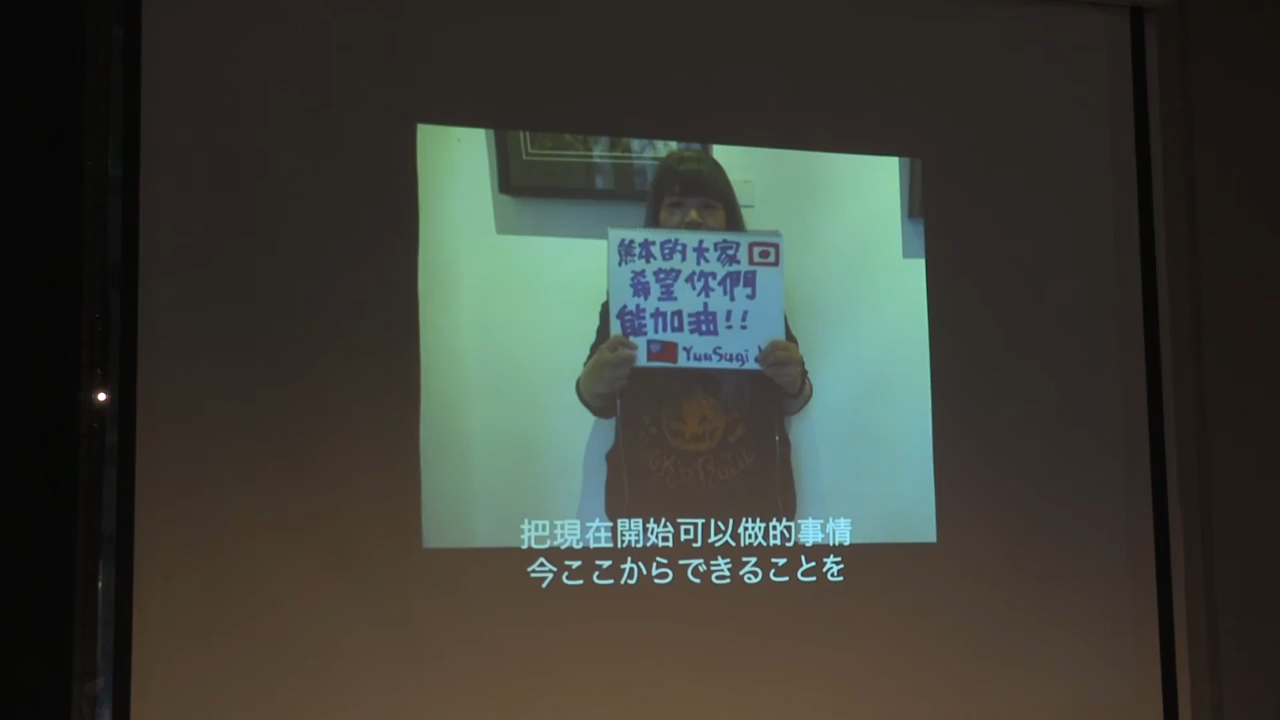 熊本的大家
希望你們
能加油!!
YuuSugi
把現在開始可以做的事情
今ここからできることを